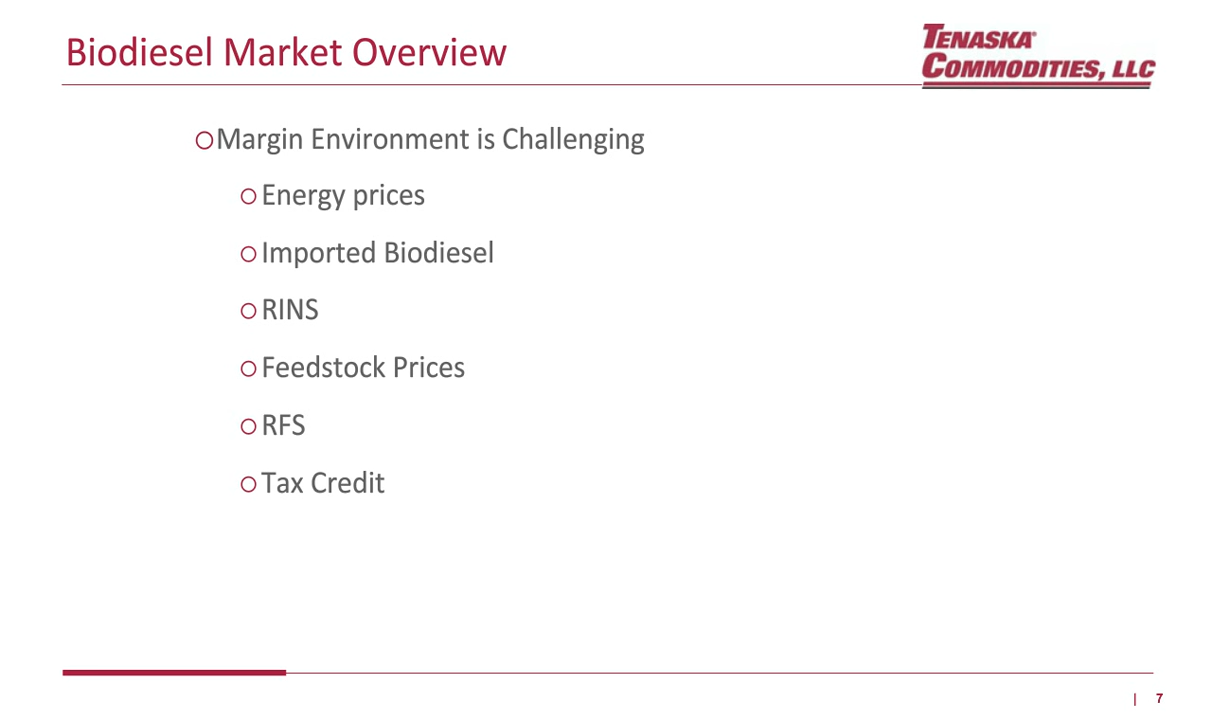 Biodiesel Market Overview
TENASKA®
COMMODITIES, LLC
Margin Environment is Challenging
Energy prices
Imported Biodiesel
RINS
Feedstock Prices
RFS
Tax Credit
| 7